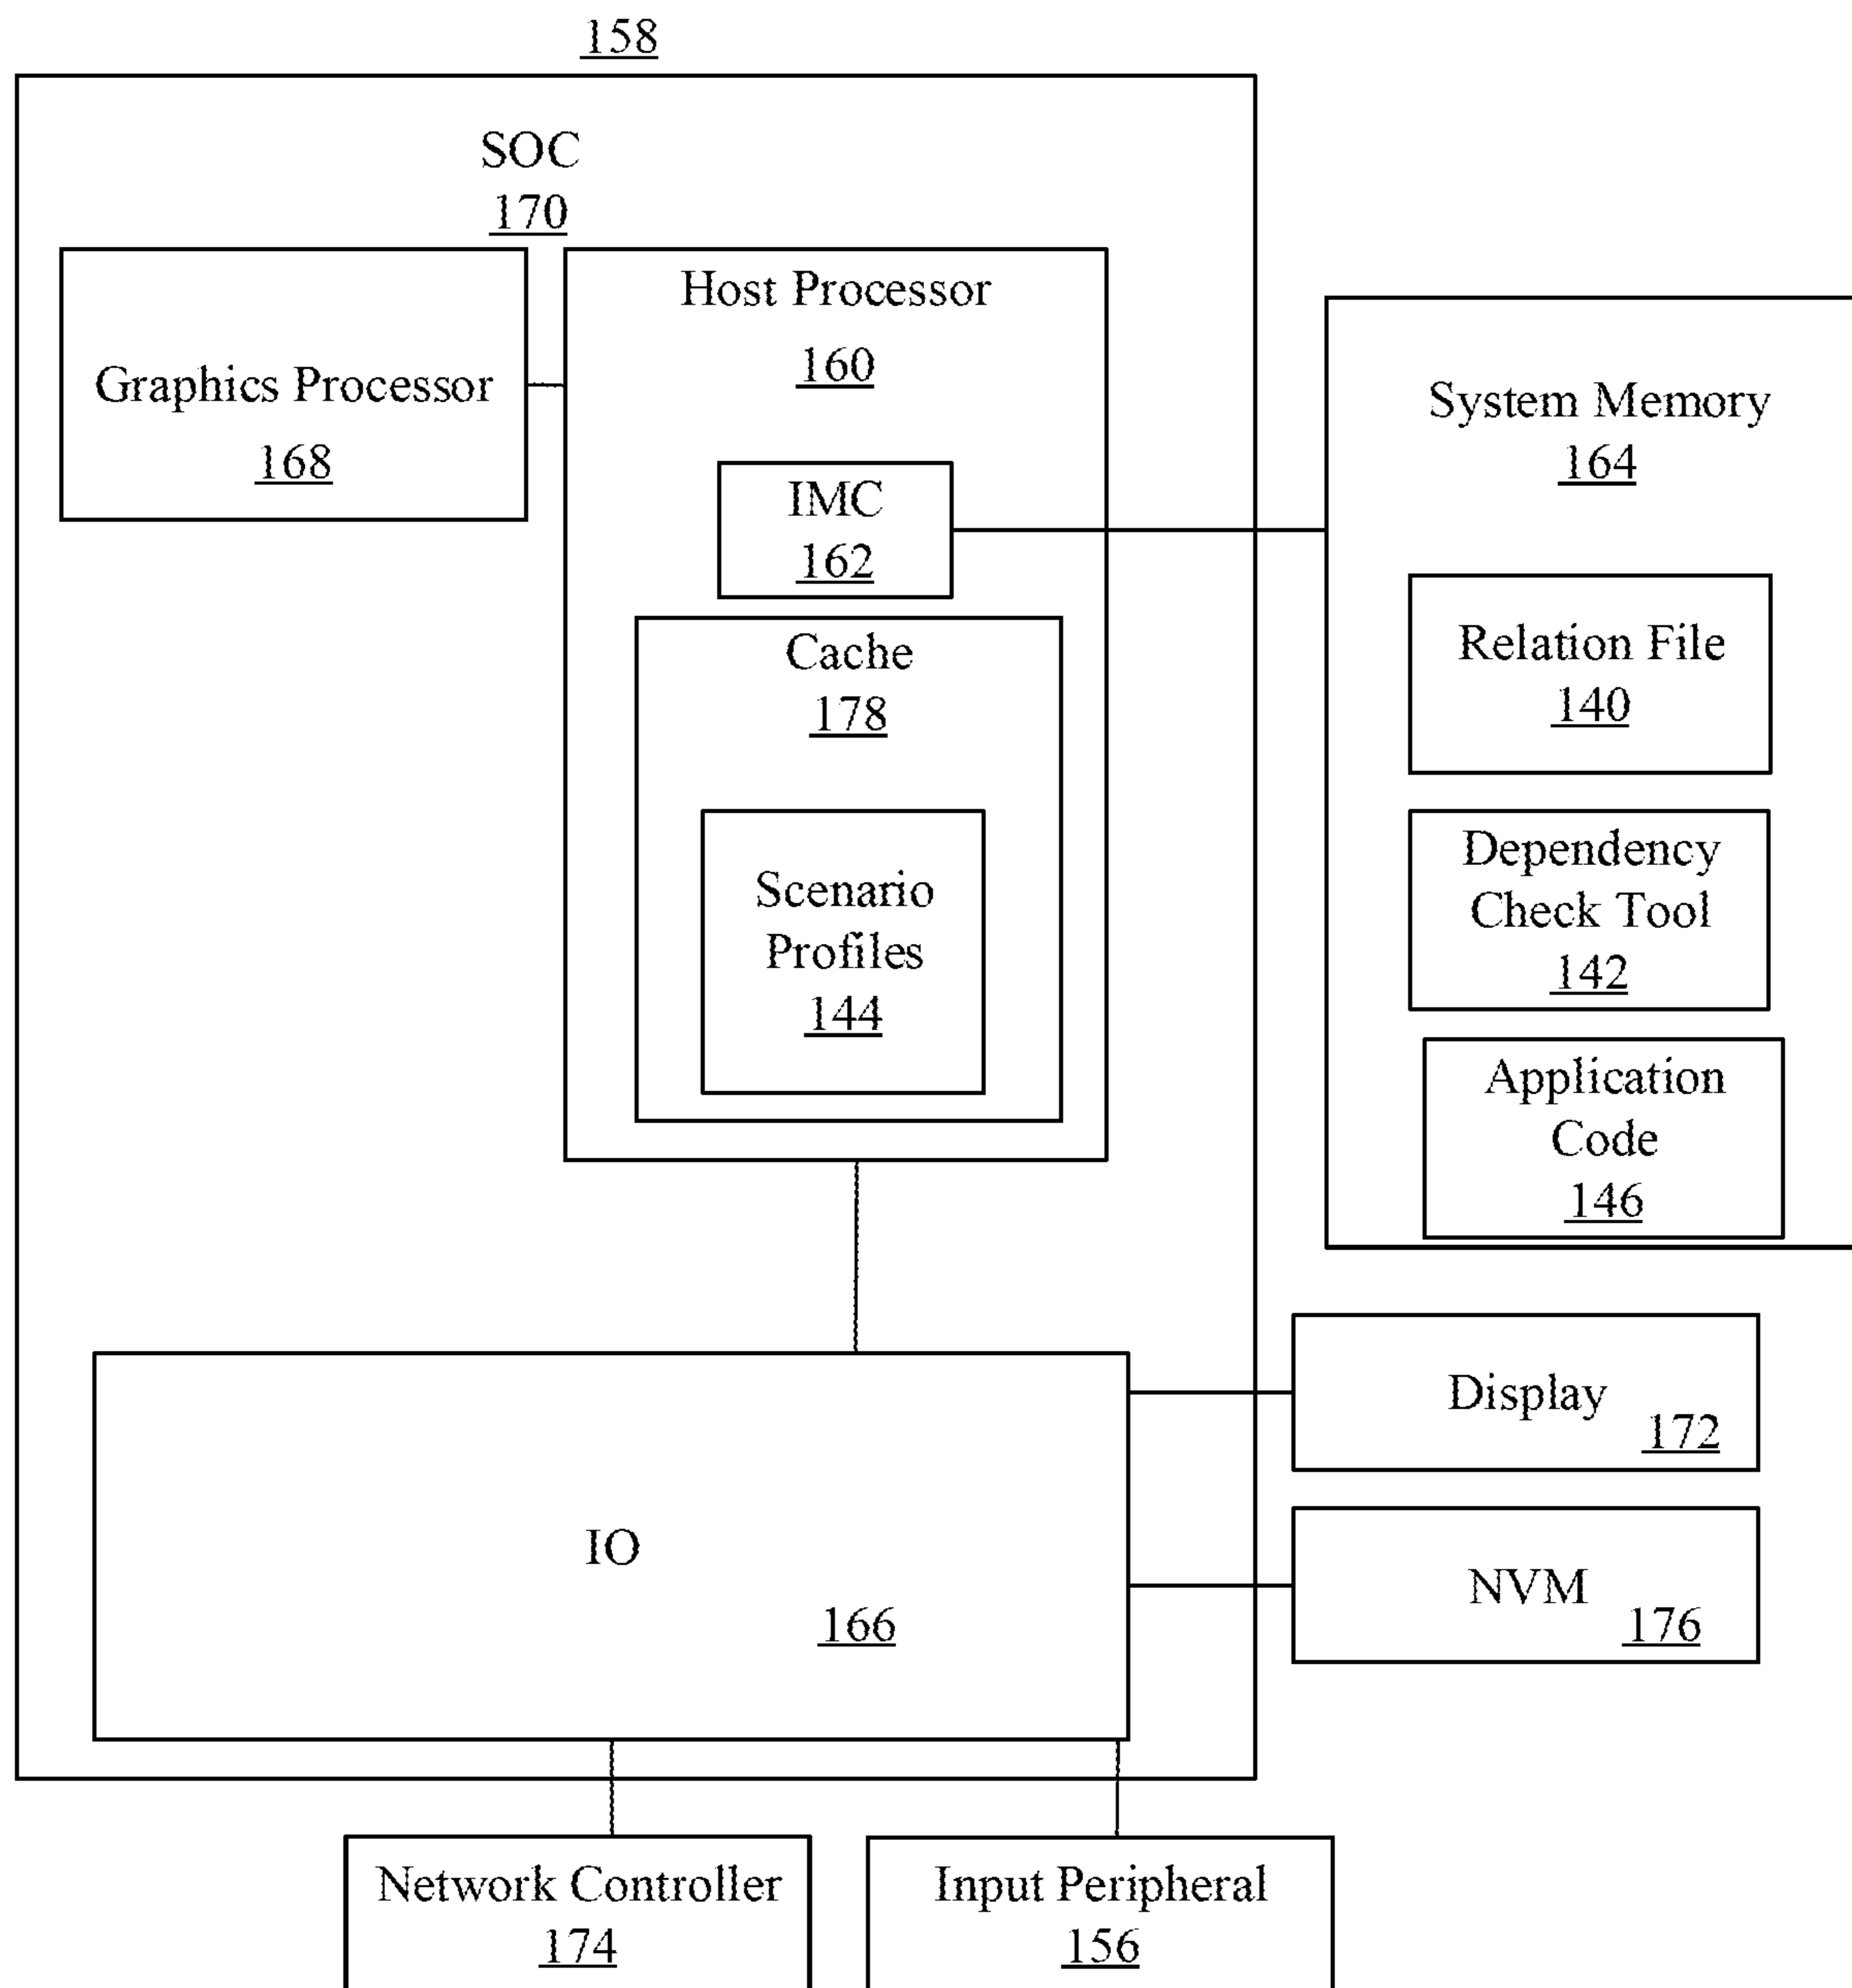 158
SOC
170
Graphics Processor
168
Host Processor
160
IMC
162
Cache
178
Scenario
Profiles
144
System Memory
164
Relation File
140
Dependency
Check Tool
142
Application
Code
146
IO
166
Display
172
NVM
176
Network Controller
174
Input Peripheral
156